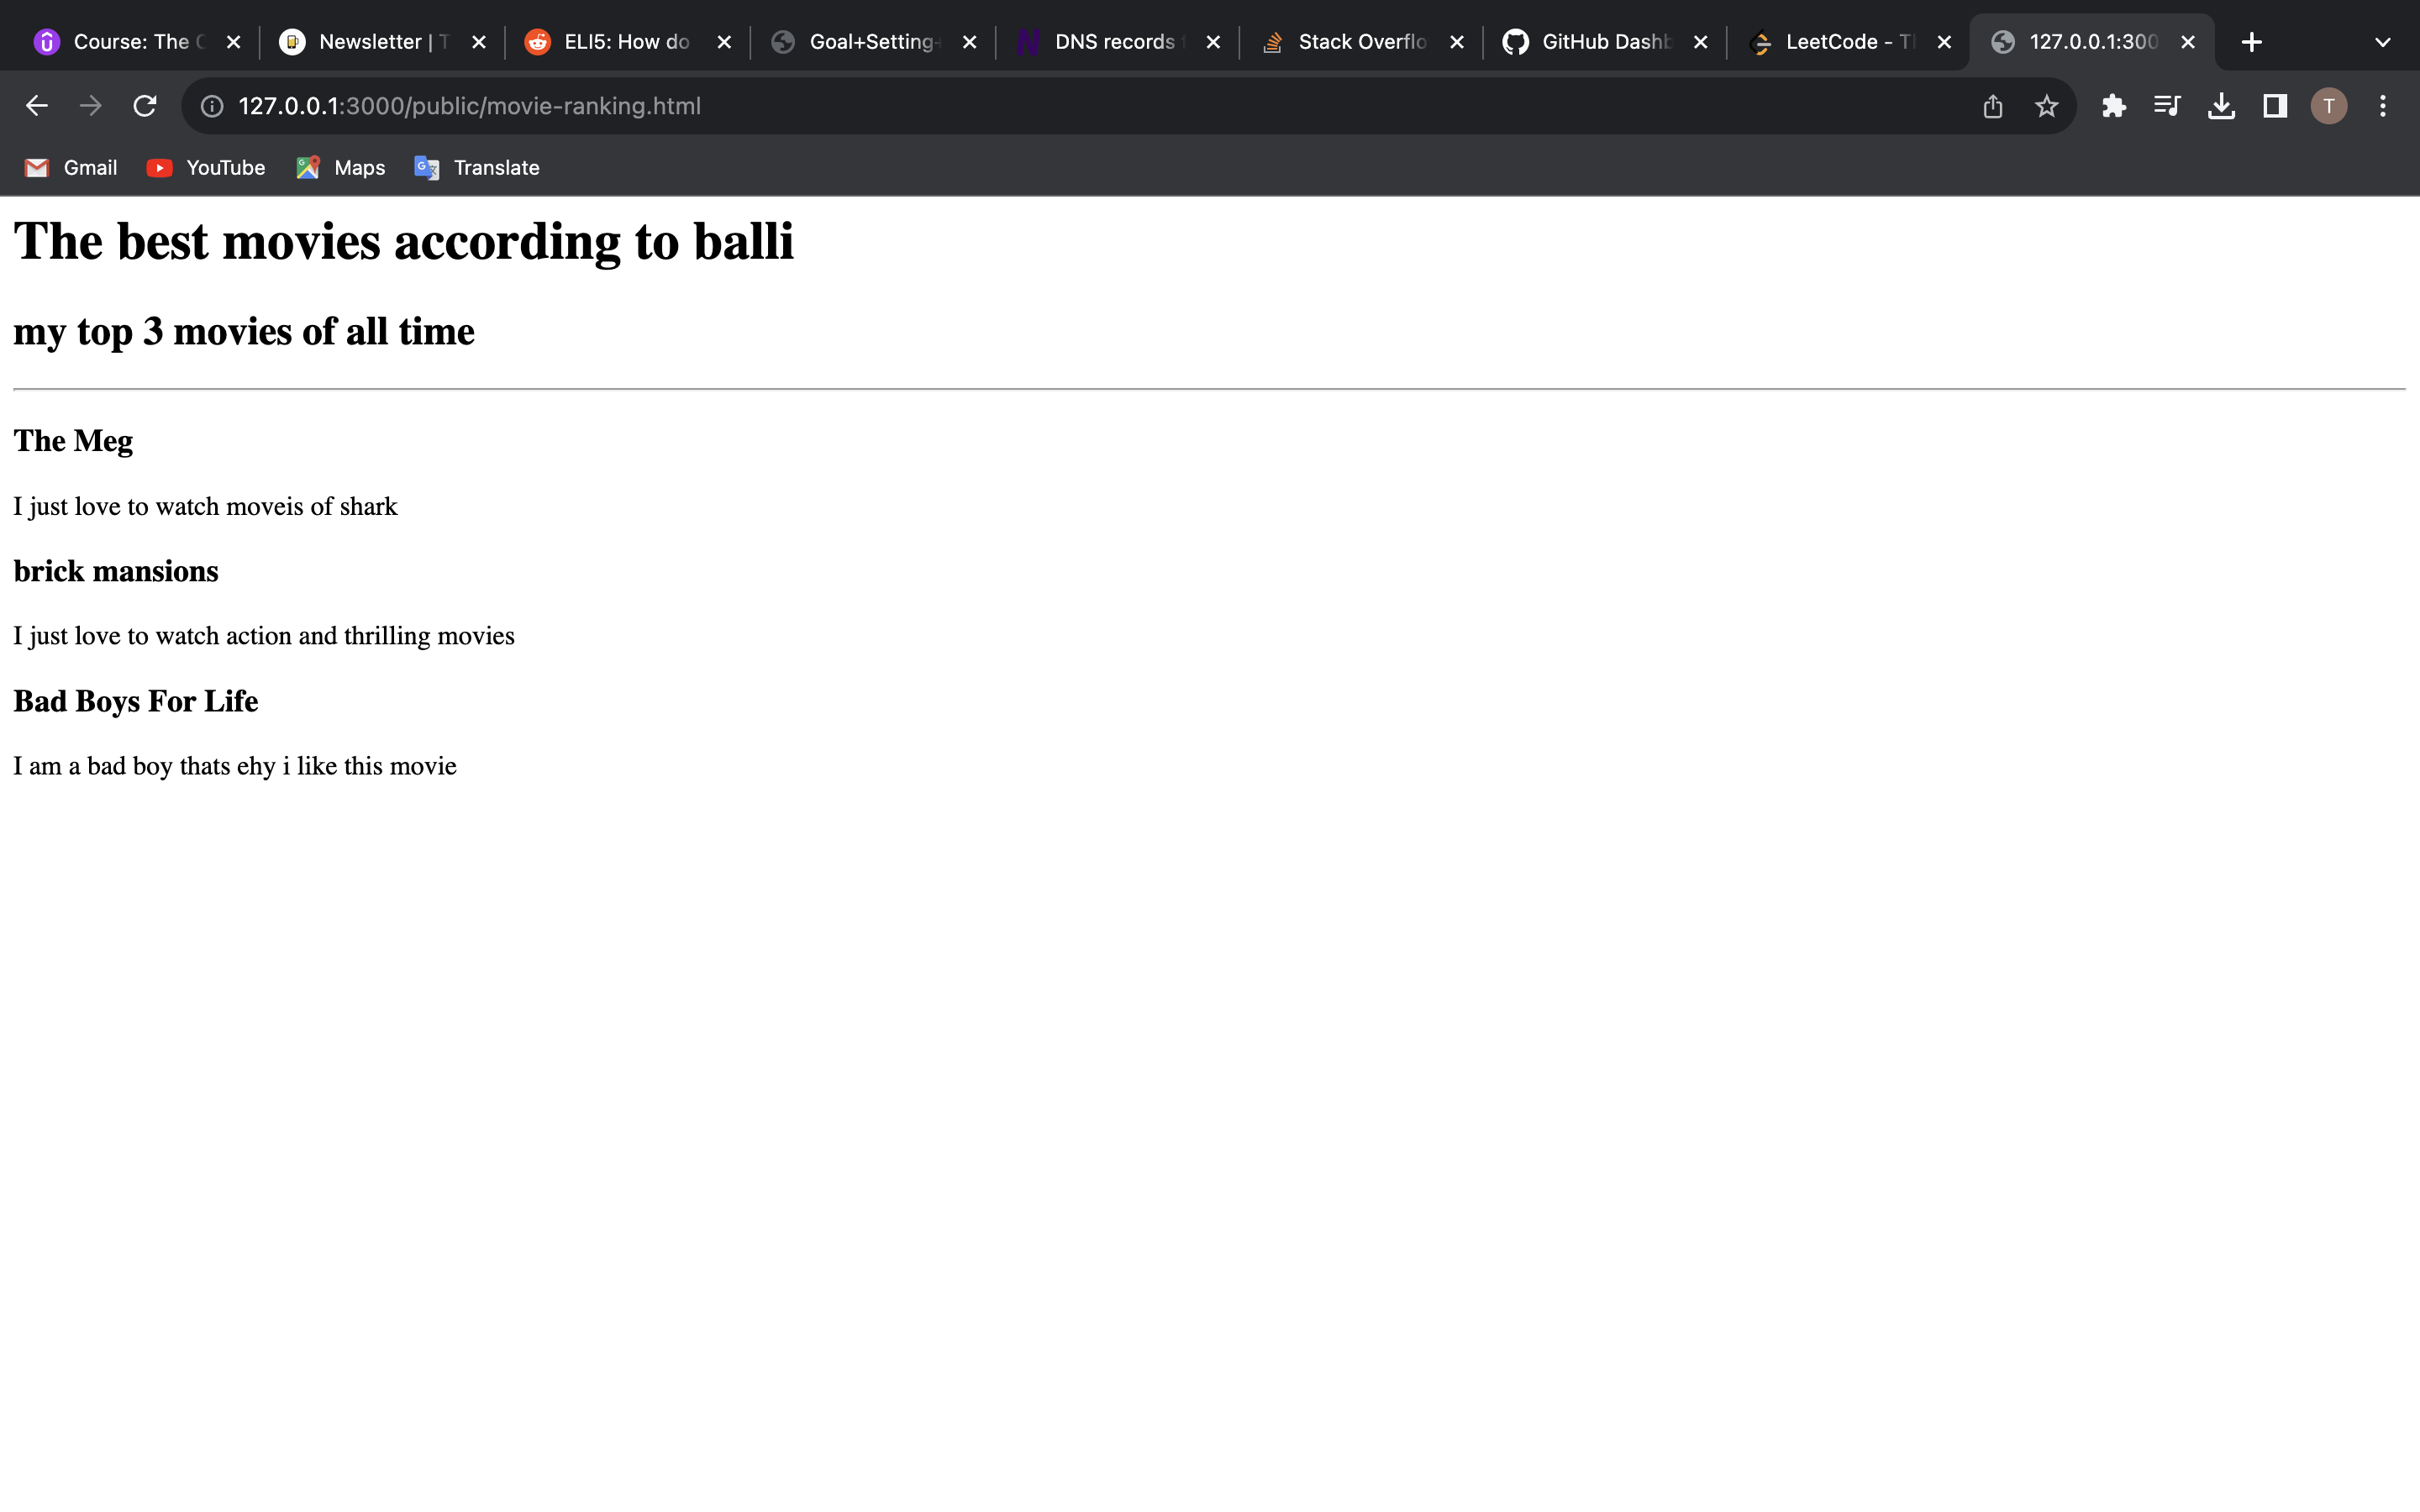 Course: The C
Newsletter | T
ELI5: How do
Goal+Setting+
DNS records f
Stack Overflo
GitHub Dashb
LeetCode - Th
127.0.0.1:300
127.0.0.1:3000/public/movie-ranking.html
T
Gmail
YouTube
Maps
Translate
The best movies according to balli
my top 3 movies of all time
The Meg
I just love to watch moveis of shark
brick mansions
I just love to watch action and thrilling movies
Bad Boys For Life
I am a bad boy thats ehy i like this movie